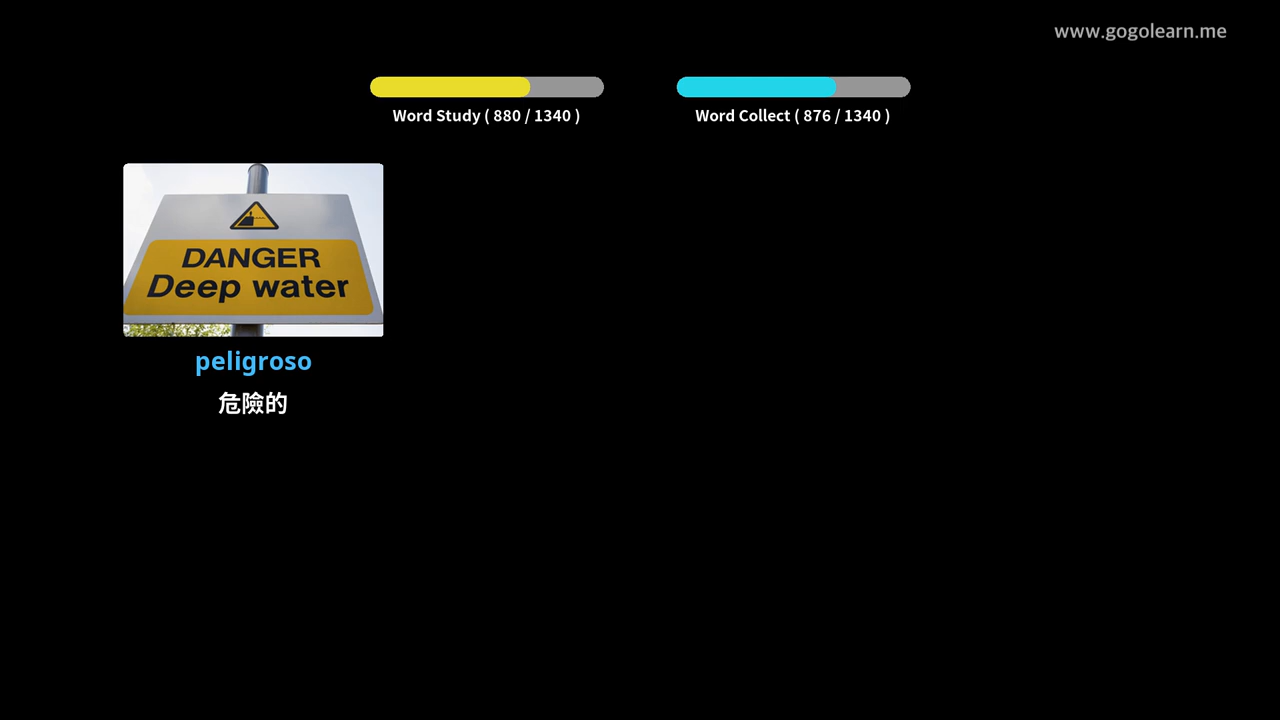 www.gogolearn.me
Word Study ( 880 / 1340 )
Word Collect ( 876 / 1340 )
DANGER
Deep water
peligroso
危險的